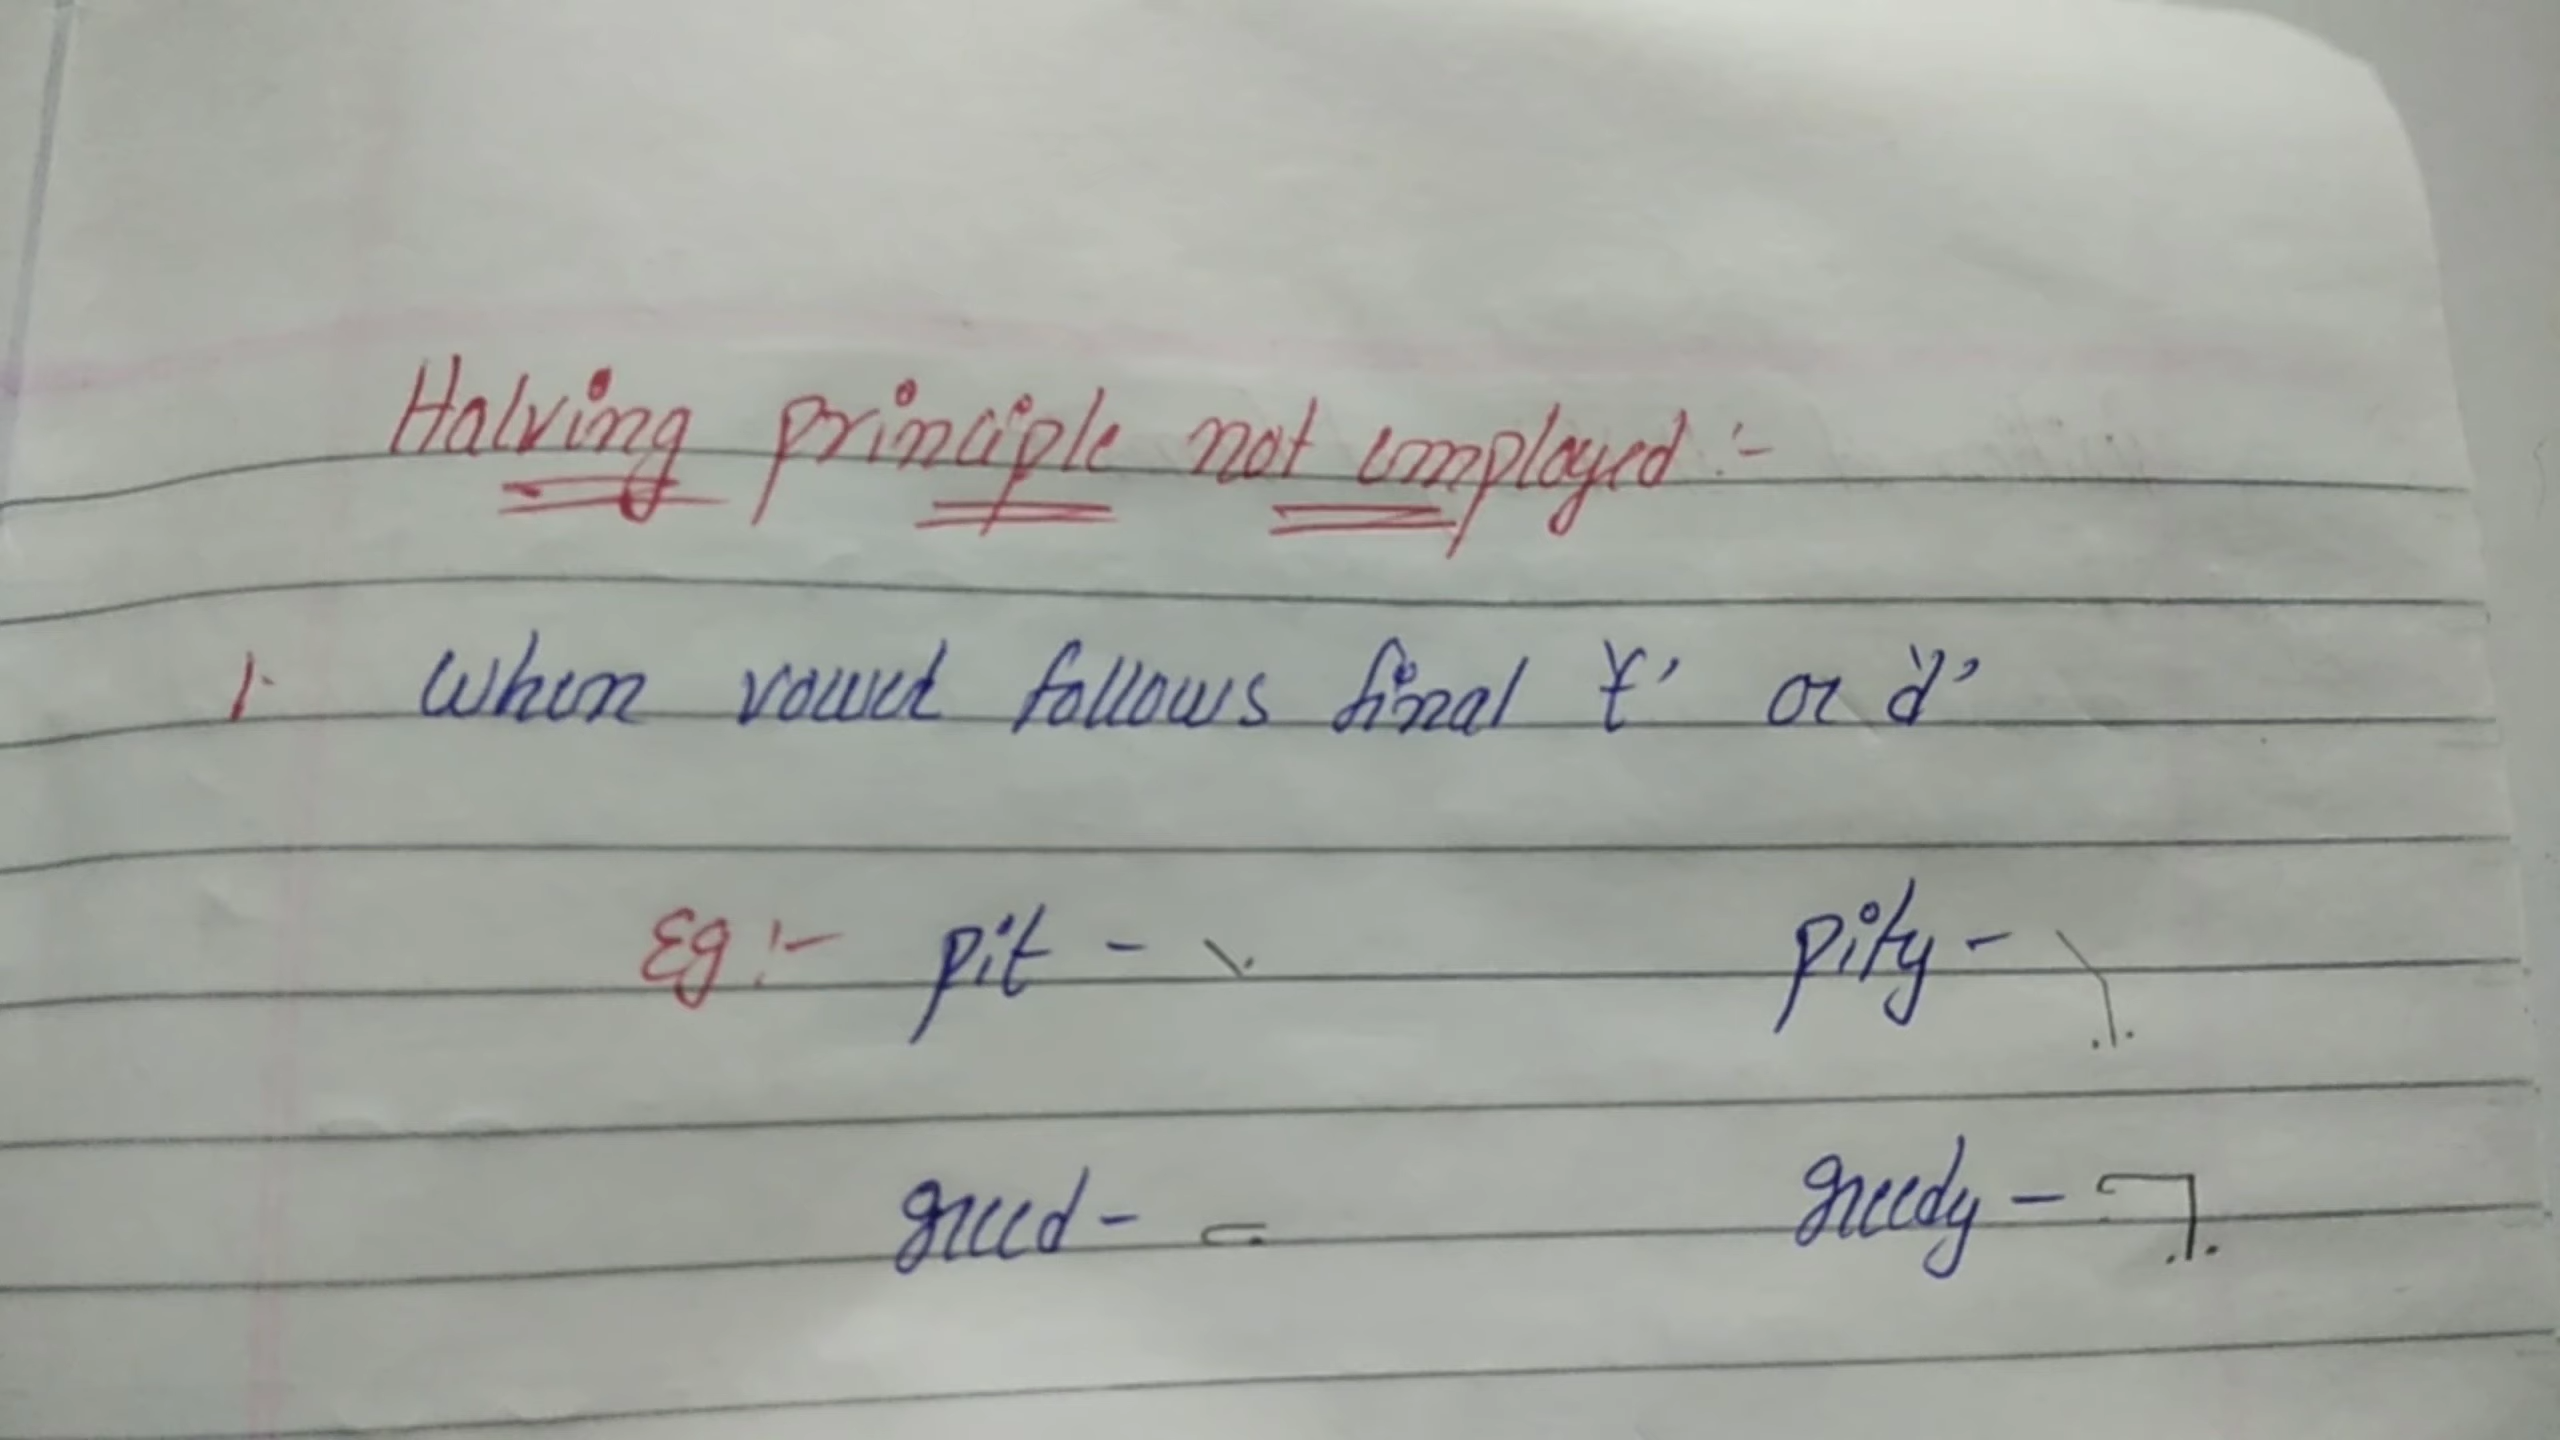 Halving principle not employed :-
1. When vowel follows final 't' or 'd'
Eg :- pit - pity -
greed - greedy -